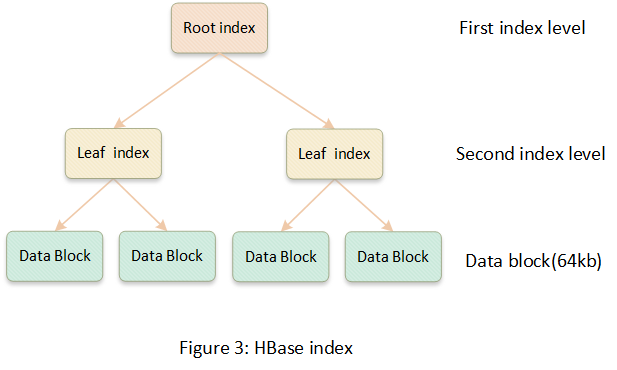 Root index
First index level
Leaf index
Leaf index
Second index level
Data Block
Data Block
Data Block
Data Block
Data block(64kb)
Figure 3: HBase index